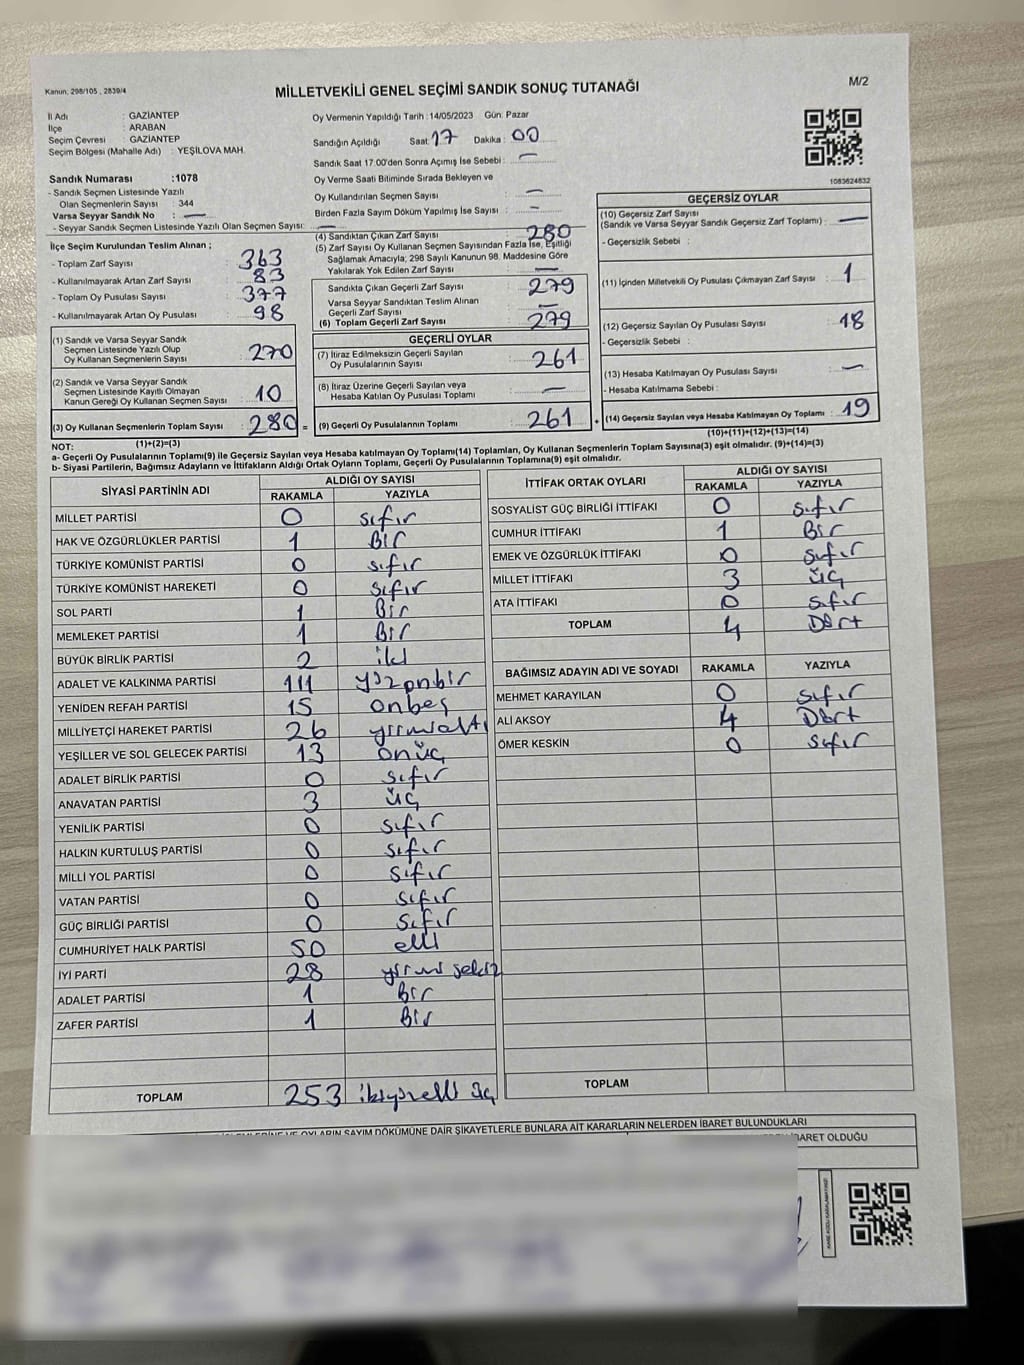 Kanun: 298/105 , 2839/4
MİLLETVEKİLİ GENEL SEÇİMİ SANDIK SONUÇ TUTANAĞI
M/2
İl Adı : GAZİANTEP
İlçe : ARABAN
Seçim Çevresi : GAZİANTEP
Seçim Bölgesi (Mahalle Adı) : YEŞİLOVA MAH.
Sandık Numarası :1078
- Sandık Seçmen Listesinde Yazılı
Olan Seçmenlerin Sayısı : 344
Varsa Seyyar Sandık No : —
- Seyyar Sandık Seçmen Listesinde Yazılı Olan Seçmen Sayısı: —
Oy Vermenin Yapıldığı Tarih :14/05/2023 Gün: Pazar
Sandığın Açıldığı Saat: 17 Dakika : 00
Sandık Saat 17:00'den Sonra Açımış İse Sebebi : —
Oy Verme Saati Bitiminde Sırada Bekleyen ve
Oy Kullandırılan Seçmen Sayısı : —
Birden Fazla Sayım Döküm Yapılmış İse Sayısı : —
1083624832
İlçe Seçim Kurulundan Teslim Alınan ;
- Toplam Zarf Sayısı : 363
- Kullanılmayarak Artan Zarf Sayısı : 83
- Toplam Oy Pusulası Sayısı : 377
- Kullanılmayarak Artan Oy Pusulası : 98
(1) Sandık ve Varsa Seyyar Sandık
Seçmen Listesinde Yazılı Olup
Oy Kullanan Seçmenlerin Sayısı : 270
(2) Sandık ve Varsa Seyyar Sandık
Seçmen Listesinde Kayıtlı Olmayan
Kanun Gereği Oy Kullanan Seçmen Sayısı : 10
(3) Oy Kullanan Seçmenlerin Toplam Sayısı : 280 =
(1)+(2)=(3)
(4) Sandıktan Çıkan Zarf Sayısı : 280
(5) Zarf Sayısı Oy Kullanan Seçmen Sayısından Fazla İse, Eşitliği
Sağlamak Amacıyla; 298 Sayılı Kanunun 98. Maddesine Göre
Yakılarak Yok Edilen Zarf Sayısı : —
Sandıkta Çıkan Geçerli Zarf Sayısı : 279
Varsa Seyyar Sandıktan Teslim Alınan
Geçerli Zarf Sayısı : —
(6) Toplam Geçerli Zarf Sayısı : 279
GEÇERLİ OYLAR
(7) İtiraz Edilmeksizin Geçerli Sayılan
Oy Pusulalarının Sayısı : 261
(8) İtiraz Üzerine Geçerli Sayılan veya
Hesaba Katılan Oy Pusulası Toplamı : —
(9) Geçerli Oy Pusulalarının Toplamı : 261 +
GEÇERSİZ OYLAR
(10) Geçersiz Zarf Sayısı
(Sandık ve Varsa Seyyar Sandık Geçersiz Zarf Toplamı) : —
- Geçersizlik Sebebi :
(11) İçinden Milletvekili Oy Pusulası Çıkmayan Zarf Sayısı : 1
(12) Geçersiz Sayılan Oy Pusulası Sayısı : 18
- Geçersizlik Sebebi :
(13) Hesaba Katılmayan Oy Pusulası Sayısı : —
- Hesaba Katılmama Sebebi :
(14) Geçersiz Sayılan veya Hesaba Katılmayan Oy Toplamı : 19
(10)+(11)+(12)+(13)=(14)
NOT:
a- Geçerli Oy Pusulalarının Toplamı(9) ile Geçersiz Sayılan veya Hesaba katılmayan Oy Toplamı(14) Toplamları, Oy Kullanan Seçmenlerin Toplam Sayısına(3) eşit olmalıdır. (9)+(14)=(3)
b- Siyasi Partilerin, Bağımsız Adayların ve İttifakların Aldığı Ortak Oyların Toplamı, Geçerli Oy Pusulalarının Toplamına(9) eşit olmalıdır.
SİYASİ PARTİNİN ADI ALDIĞI OY SAYISI
RAKAMLA YAZIYLA
MİLLET PARTİSİ 0 sıfır
HAK VE ÖZGÜRLÜKLER PARTİSİ 1 Bir
TÜRKİYE KOMÜNİST PARTİSİ 0 sıfır
TÜRKİYE KOMÜNİST HAREKETİ 0 sıfır
SOL PARTİ 1 Bir
MEMLEKET PARTİSİ 1 Bir
BÜYÜK BİRLİK PARTİSİ 2 iki
ADALET VE KALKINMA PARTİSİ 111 yüzonbir
YENİDEN REFAH PARTİSİ 15 onbeş
MİLLİYETÇİ HAREKET PARTİSİ 26 yirmialtı
YEŞİLLER VE SOL GELECEK PARTİSİ 13 onüç
ADALET BİRLİK PARTİSİ 0 sıfır
ANAVATAN PARTİSİ 3 üç
YENİLİK PARTİSİ 0 sıfır
HALKIN KURTULUŞ PARTİSİ 0 sıfır
MİLLİ YOL PARTİSİ 0 sıfır
VATAN PARTİSİ 0 sıfır
GÜÇ BİRLİĞİ PARTİSİ 0 sıfır
CUMHURİYET HALK PARTİSİ 50 elli
İYİ PARTİ 28 yirmi sekiz
ADALET PARTİSİ 1 Bir
ZAFER PARTİSİ 1 Bir
TOPLAM 253 ikiyüzelli üç
İTTİFAK ORTAK OYLARI ALDIĞI OY SAYISI
RAKAMLA YAZIYLA
SOSYALİST GÜÇ BİRLİĞİ İTTİFAKI 0 sıfır
CUMHUR İTTİFAKI 1 Bir
EMEK VE ÖZGÜRLÜK İTTİFAKI 0 sıfır
MİLLET İTTİFAKI 3 üç
ATA İTTİFAKI 0 sıfır
TOPLAM 4 Dört
BAĞIMSIZ ADAYIN ADI VE SOYADI RAKAMLA YAZIYLA
MEHMET KARAYILAN 0 sıfır
ALİ AKSOY 4 Dört
ÖMER KESKİN 0 sıfır
TOPLAM
OYLARIN SAYIM DÖKÜMÜNE DAİR ŞİKAYETLERLE BUNLARA AİT KARARLARIN NELERDEN İBARET BULUNDUKLARI
İBARET OLDUĞU